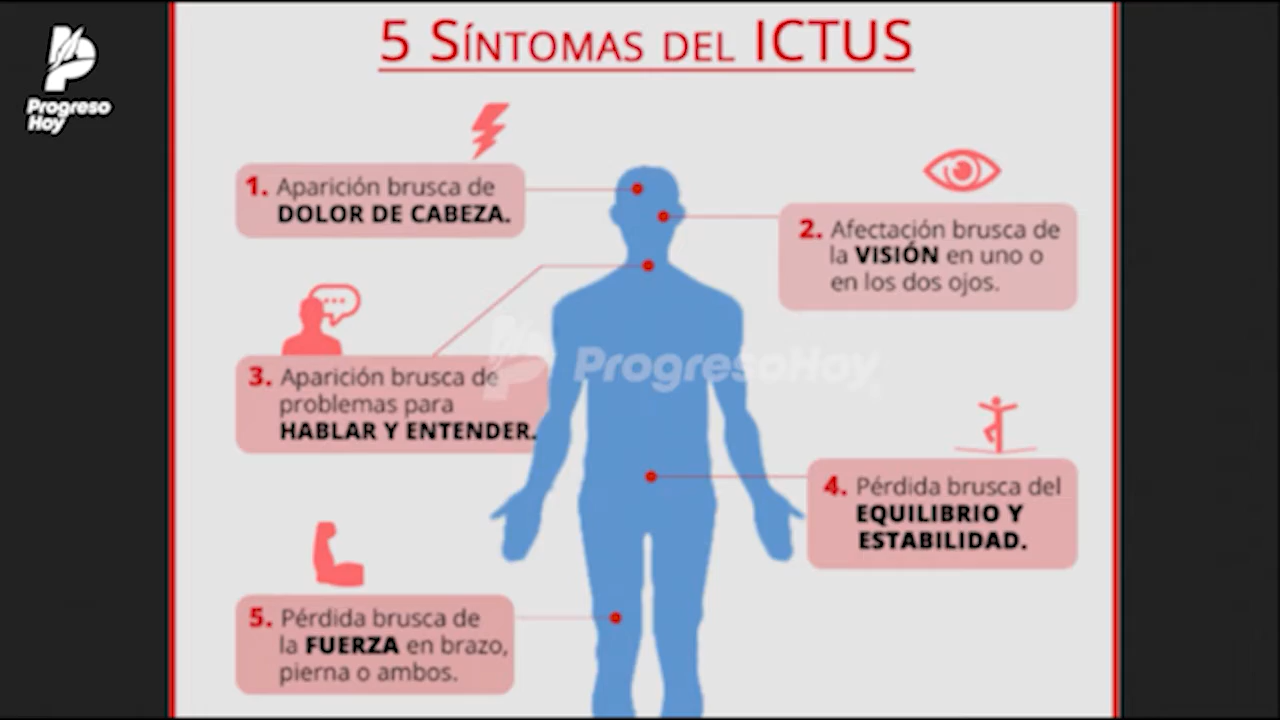 Progreso
Hoy
5 SÍNTOMAS DEL ICTUS
1. Aparición brusca de
DOLOR DE CABEZA.
2. Afectación brusca de
la VISIÓN en uno o
en los dos ojos.
3. Aparición brusca de
problemas para
HABLAR Y ENTENDER.
ProgresoHoy
4. Pérdida brusca del
EQUILIBRIO Y
ESTABILIDAD.
5. Pérdida brusca de
la FUERZA en brazo,
pierna o ambos.